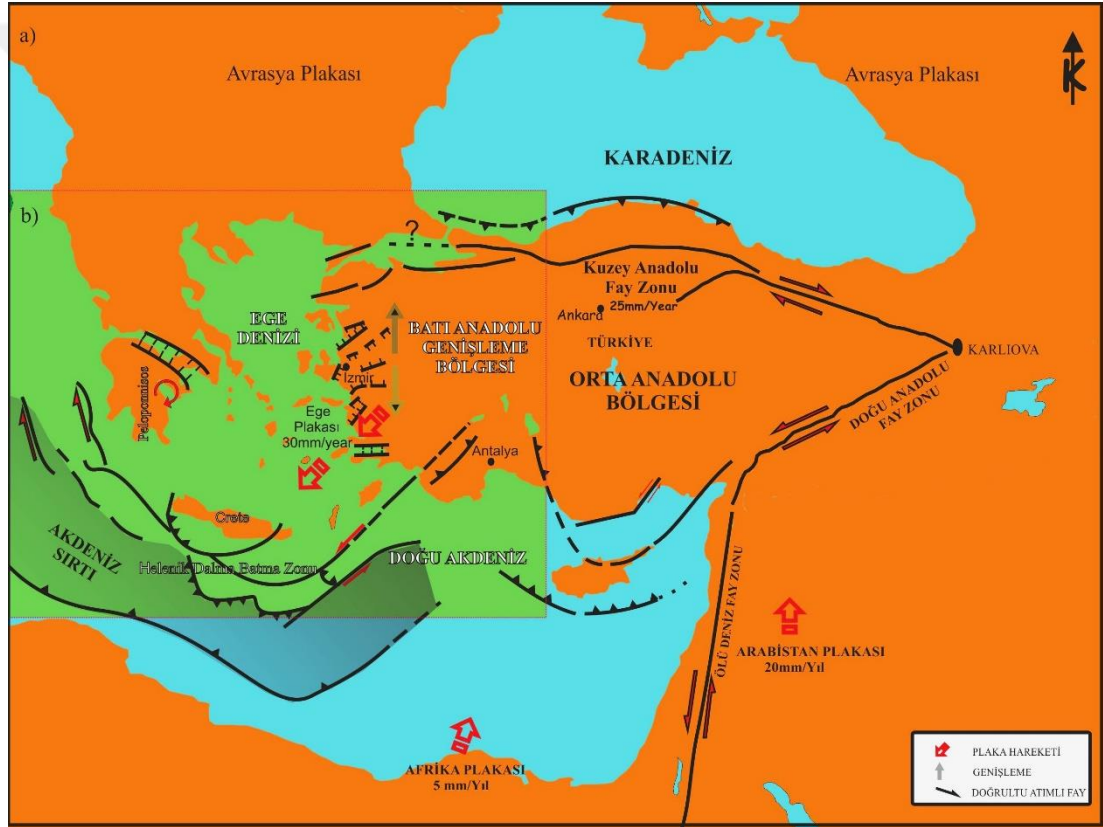 a)
Avrasya Plakası
Avrasya Plakası
K
KARADENİZ
b)
?
Kuzey Anadolu
Fay Zonu
25mm/Year
Ankara
TÜRKİYE
EGE
DENİZİ
BATI ANADOLU
GENİŞLEME
BÖLGESİ
İzmir
KARLIOVA
ORTA ANADOLU
BÖLGESİ
DOĞU ANADOLU
FAY ZONU
Peloponnisos
Ege
Plakası
30mm/year
Antalya
Crete
AKDENİZ
SIRTI
Helenik Dalma Batma Zonu
DOĞU AKDENİZ
ÖLÜ DENİZ FAY ZONU
ARABİSTAN PLAKASI
20mm/Yıl
AFRİKA PLAKASI
5 mm/Yıl
PLAKA HAREKETİ
GENİŞLEME
DOĞRULTU ATIMLI FAY